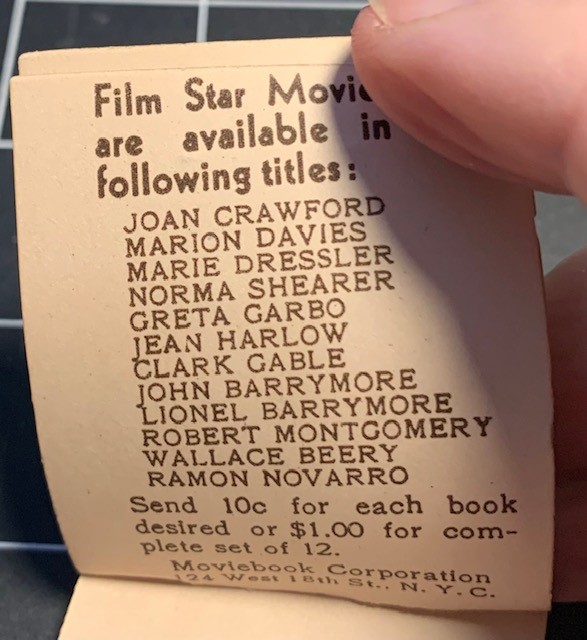 Film Star
are available in
following titles:
JOAN CRAWFORD
MARION DAVIES
MARIE DRESSLER
NORMA SHEARER
GRETA GARBO
JEAN HARLOW
CLARK GABLE
JOHN BARRYMORE
LIONEL BARRYMORE
ROBERT MONTGOMERY
WALLACE BEERY
RAMON NOVARRO
Send 10c for each book
desired or $1.00 for com-
plete set of 12.
Moviebook Corporation
124 West 18th St., N. Y. C.